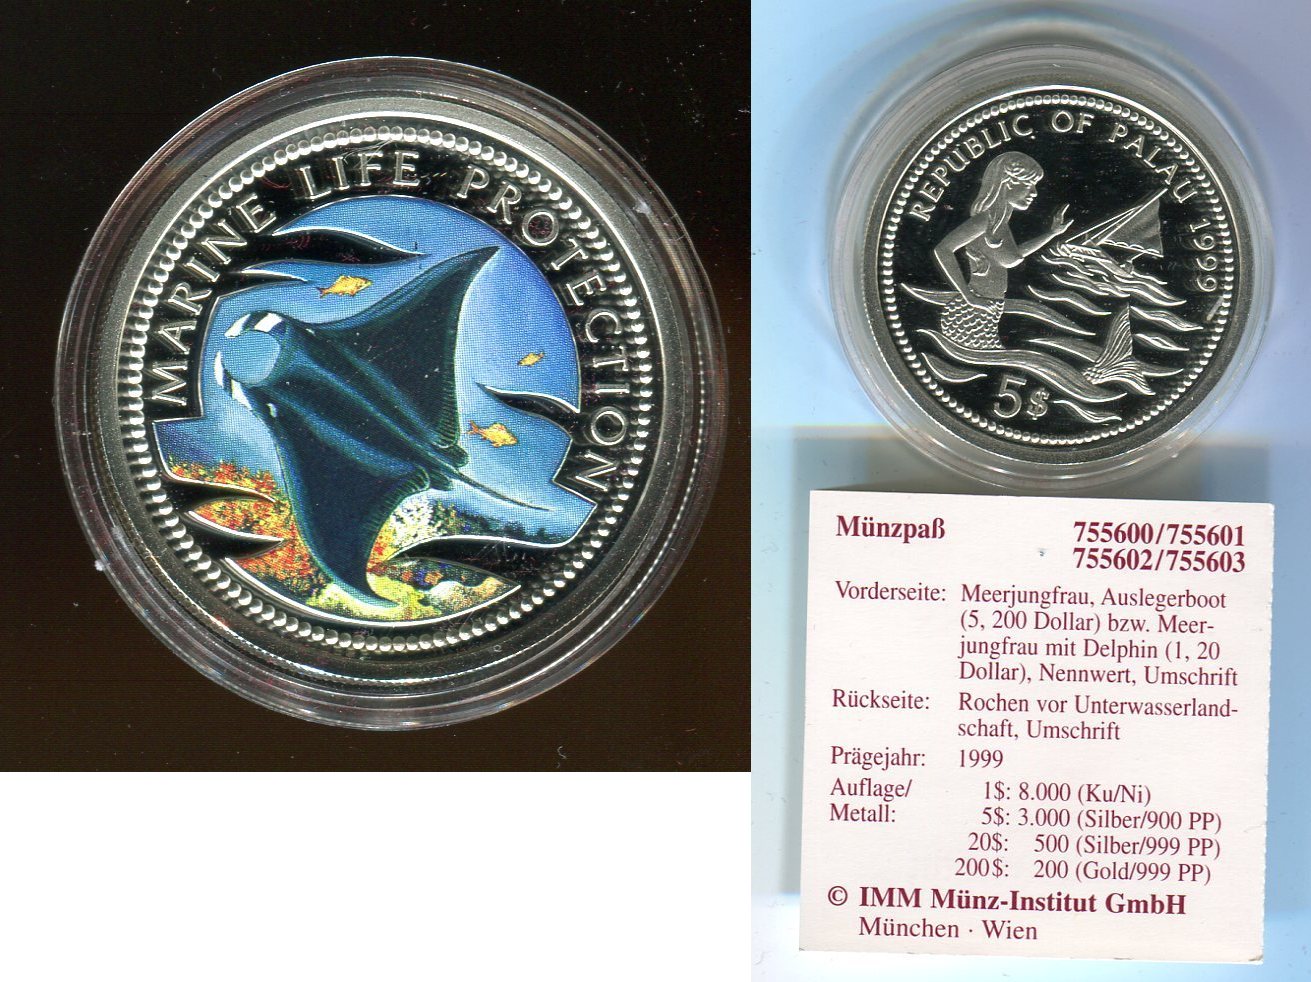 MARINE LIFE PROTECTION
REPUBLIC OF PALAU 1999
5$
Münzpaß 755600/755601
755602/755603
Vorderseite: Meerjungfrau, Auslegerboot
(5, 200 Dollar) bzw. Meer-
jungfrau mit Delphin (1, 20
Dollar), Nennwert, Umschrift
Rückseite: Rochen vor Unterwasserland-
schaft, Umschrift
Prägejahr: 1999
Auflage/ 1$: 8.000 (Ku/Ni)
Metall: 5$: 3.000 (Silber/900 PP)
20$: 500 (Silber/999 PP)
200$: 200 (Gold/999 PP)
© IMM Münz-Institut GmbH
München · Wien